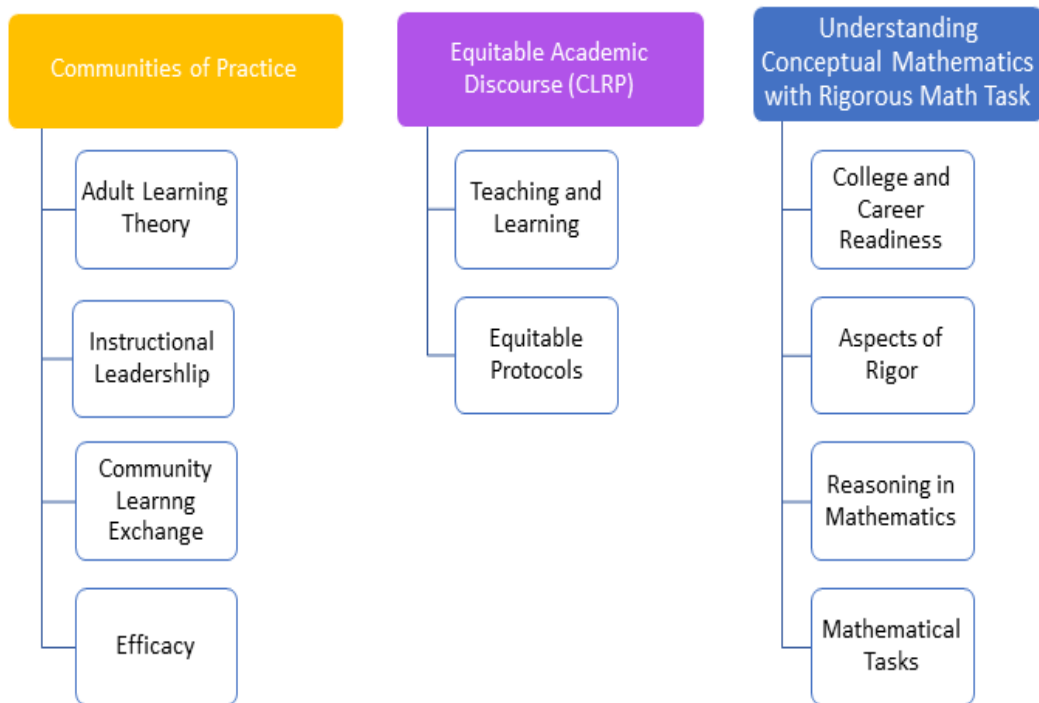 Communities of Practice
Adult Learning
Theory
Instructional
Leadershlip
Community
Learnng
Exchange
Efficacy
Equitable Academic
Discourse (CLRP)
Teaching and
Learning
Equitable
Protocols
Understanding
Conceptual Mathematics
with Rigorous Math Task
College and
Career
Readiness
Aspects of
Rigor
Reasoning in
Mathematics
Mathematical
Tasks